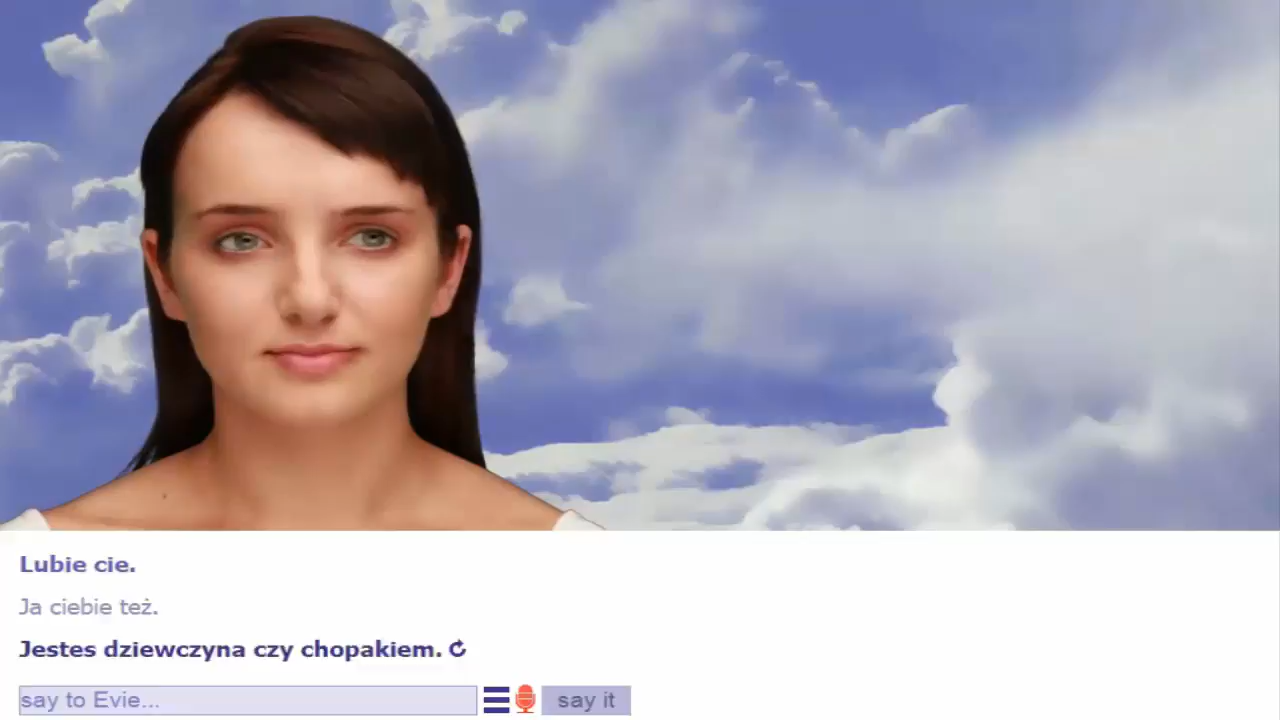 Lubie cie.
Ja ciebie też.
Jestes dziewczyna czy chopakiem.
say to Evie... say it